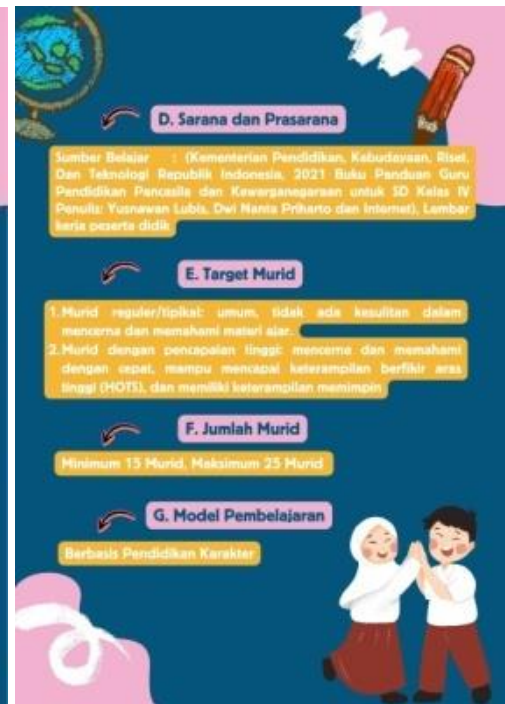 D. Sarana dan Prasarana
Sumber Belajar : (Kementerian Pendidikan, Kebudayaan, Riset,
Dan Teknologi Republik Indonesia, 2021 Buku Panduan Guru
Pendidikan Pancasila dan Kewarganegaraan untuk SD Kelas IV
Penulis: Yusnawan Lubis, Dwi Nanta Priharto dan Internet), Lembar
kerja peserta didik
E. Target Murid
1. Murid reguler/tipikal: umum, tidak ada kesulitan dalam
mencerna dan memahami materi ajar.
2. Murid dengan pencapaian tinggi: mencerna dan memahami
dengan cepat, mampu mencapai keterampilan berfikir aras
tinggi (HOTS), dan memiliki keterampilan memimpin
F. Jumlah Murid
Minimum 15 Murid, Maksimum 25 Murid
G. Model Pembelajaran
Berbasis Pendidikan Karakter